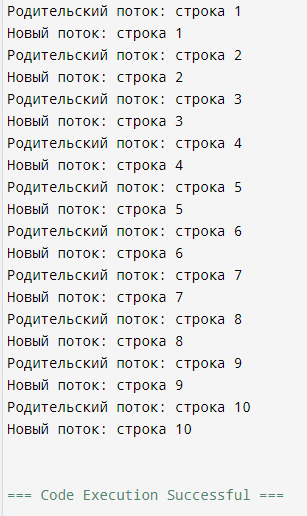 Родительский поток: строка 1
Новый поток: строка 1
Родительский поток: строка 2
Новый поток: строка 2
Родительский поток: строка 3
Новый поток: строка 3
Родительский поток: строка 4
Новый поток: строка 4
Родительский поток: строка 5
Новый поток: строка 5
Родительский поток: строка 6
Новый поток: строка 6
Родительский поток: строка 7
Новый поток: строка 7
Родительский поток: строка 8
Новый поток: строка 8
Родительский поток: строка 9
Новый поток: строка 9
Родительский поток: строка 10
Новый поток: строка 10
=== Code Execution Successful ===